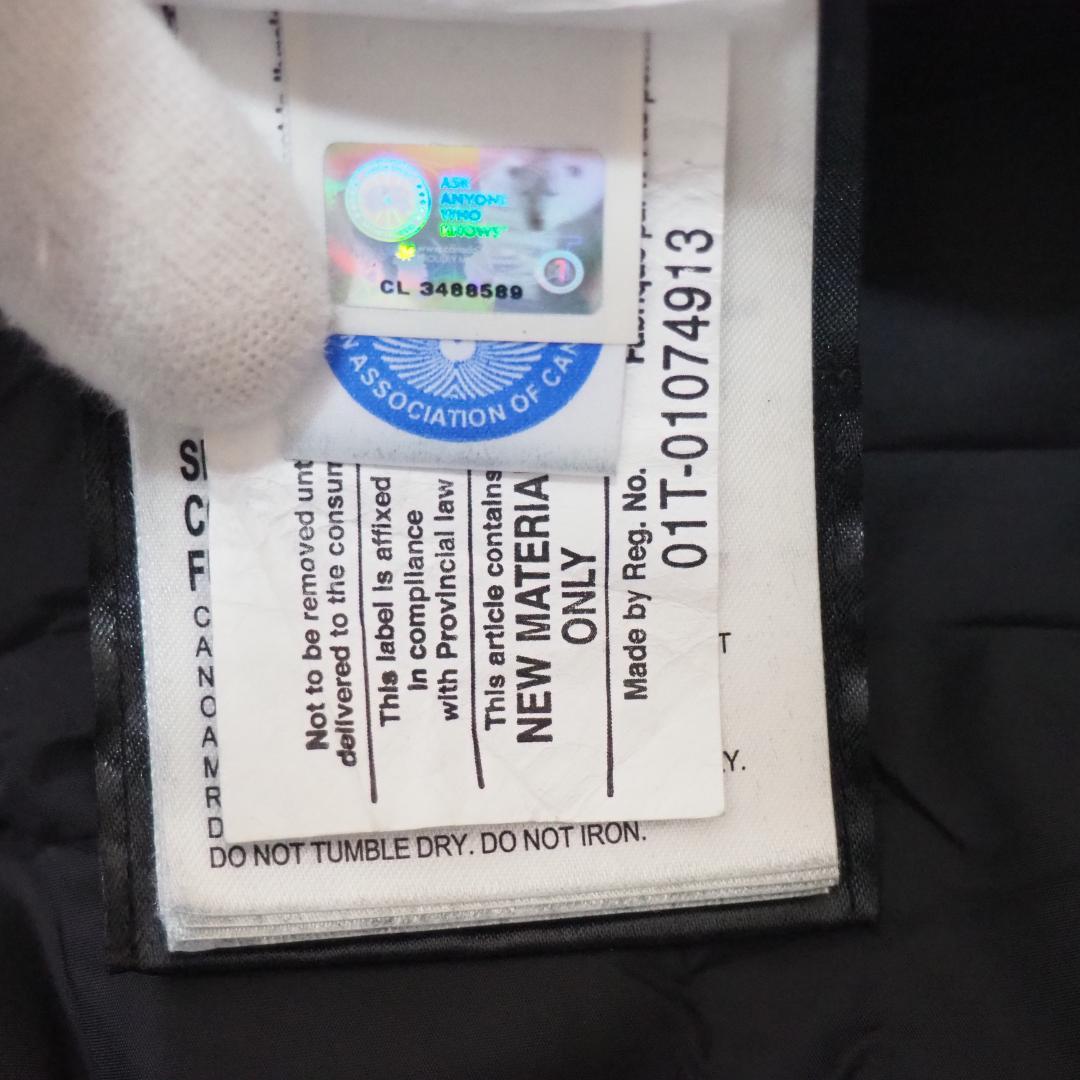 ASK
ANYONE
WHO
KNOWS
CL 3488589
ASSOCIATION OF CAN
Not to be removed unt
delivered to the consum
This label is affixed
in compliance
with Provincial law
This article contains
NEW MATERIA
ONLY
Made by Reg. No.
01T-01074913
DO NOT TUMBLE DRY. DO NOT IRON.